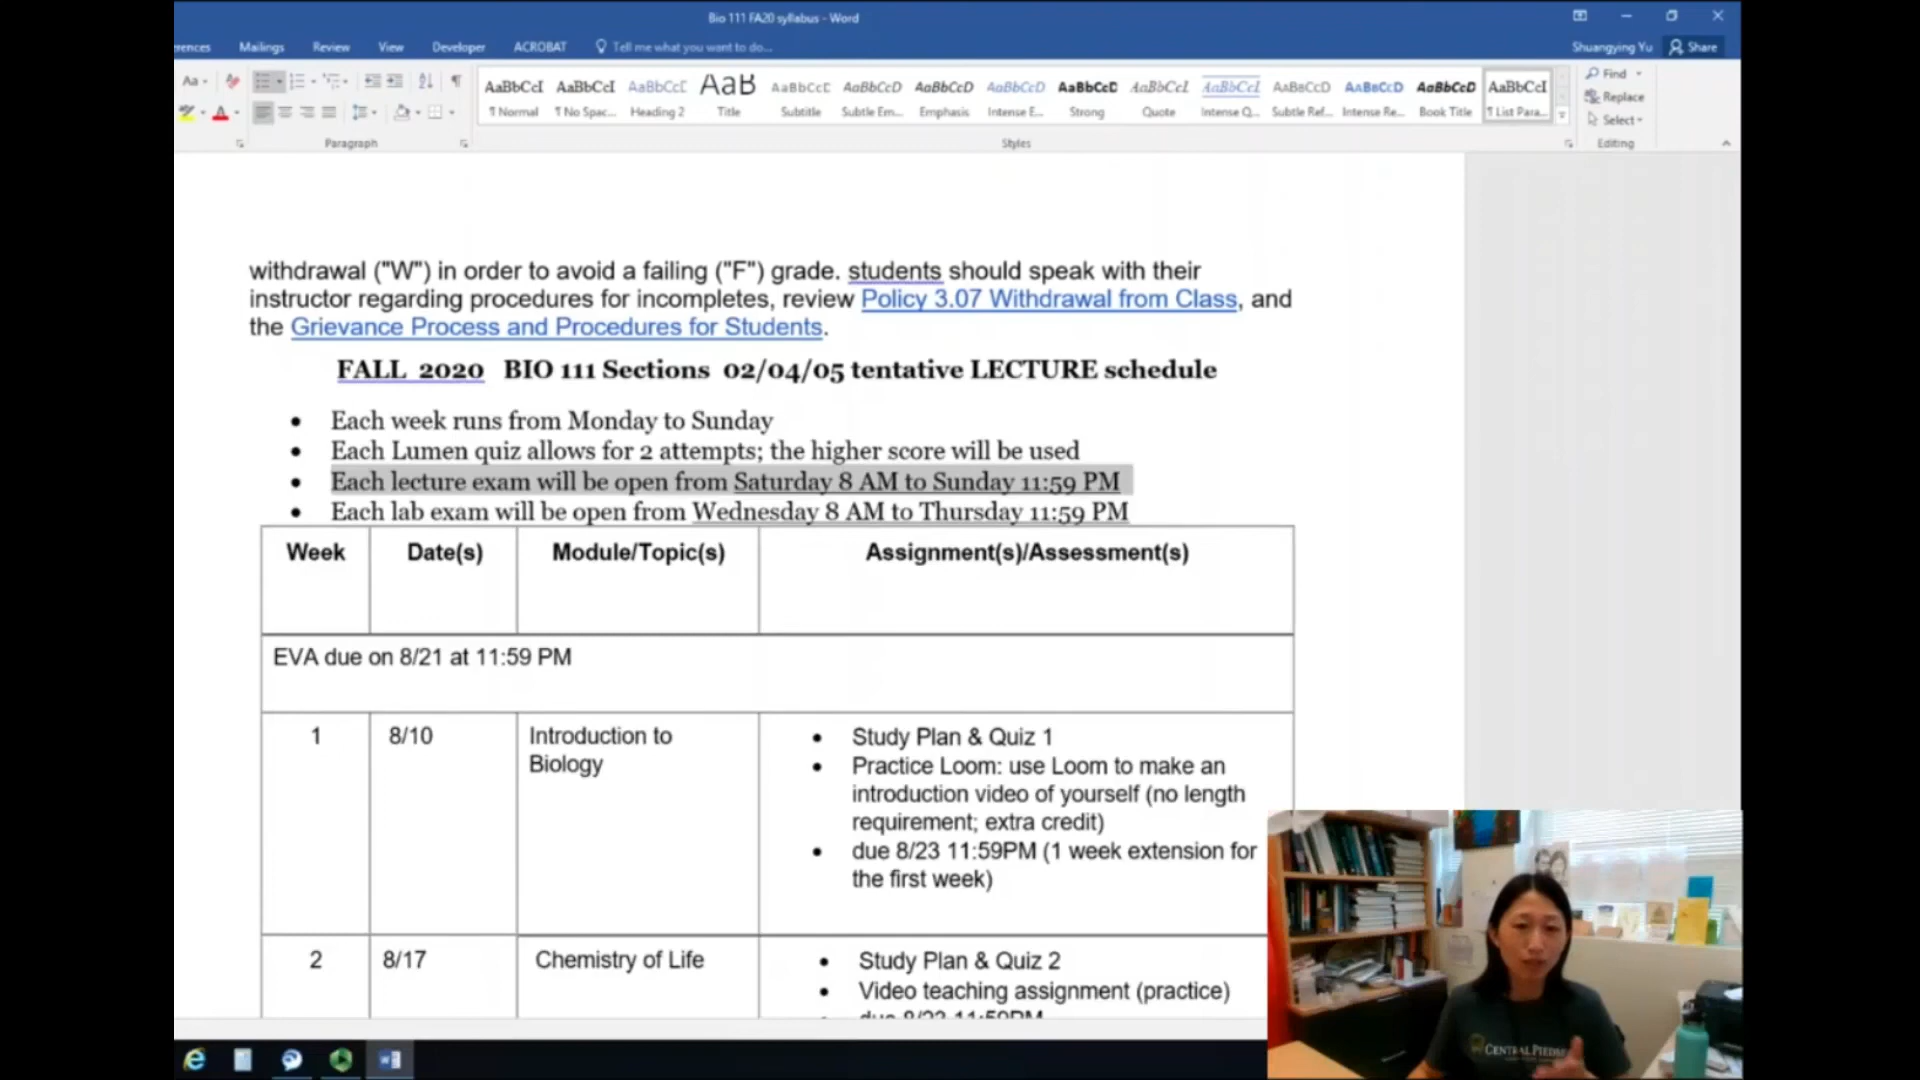 Bio 111 FA20 syllabus - Word
rences Mailings Review View Developer ACROBAT Tell me what you want to do... Shuangying Yu Share
Aa AaBbCcI AaBbCcI AaBbCcC AaB AaBbCcC AaBbCcD AaBbCcD AaBbCcD AaBbCcD AaBbCcI AaBbCcI AaBbCcD AaBbCcD AaBbCcD AaBbCcI Find
¶ Normal ¶ No Spac... Heading 2 Title Subtitle Subtle Em... Emphasis Intense E... Strong Quote Intense Q... Subtle Ref... Intense Re... Book Title ¶ List Para... Replace
Select
Paragraph Styles Editing
withdrawal ("W") in order to avoid a failing ("F") grade. students should speak with their
instructor regarding procedures for incompletes, review Policy 3.07 Withdrawal from Class, and
the Grievance Process and Procedures for Students.
FALL 2020 BIO 111 Sections 02/04/05 tentative LECTURE schedule
• Each week runs from Monday to Sunday
• Each Lumen quiz allows for 2 attempts; the higher score will be used
• Each lecture exam will be open from Saturday 8 AM to Sunday 11:59 PM
• Each lab exam will be open from Wednesday 8 AM to Thursday 11:59 PM
Week Date(s) Module/Topic(s) Assignment(s)/Assessment(s)
EVA due on 8/21 at 11:59 PM
1 8/10 Introduction to Biology
• Study Plan & Quiz 1
• Practice Loom: use Loom to make an
introduction video of yourself (no length
requirement; extra credit)
• due 8/23 11:59PM (1 week extension for
the first week)
2 8/17 Chemistry of Life
• Study Plan & Quiz 2
• Video teaching assignment (practice)
• due 8/23 11:59PM
CENTRAL PIEDM